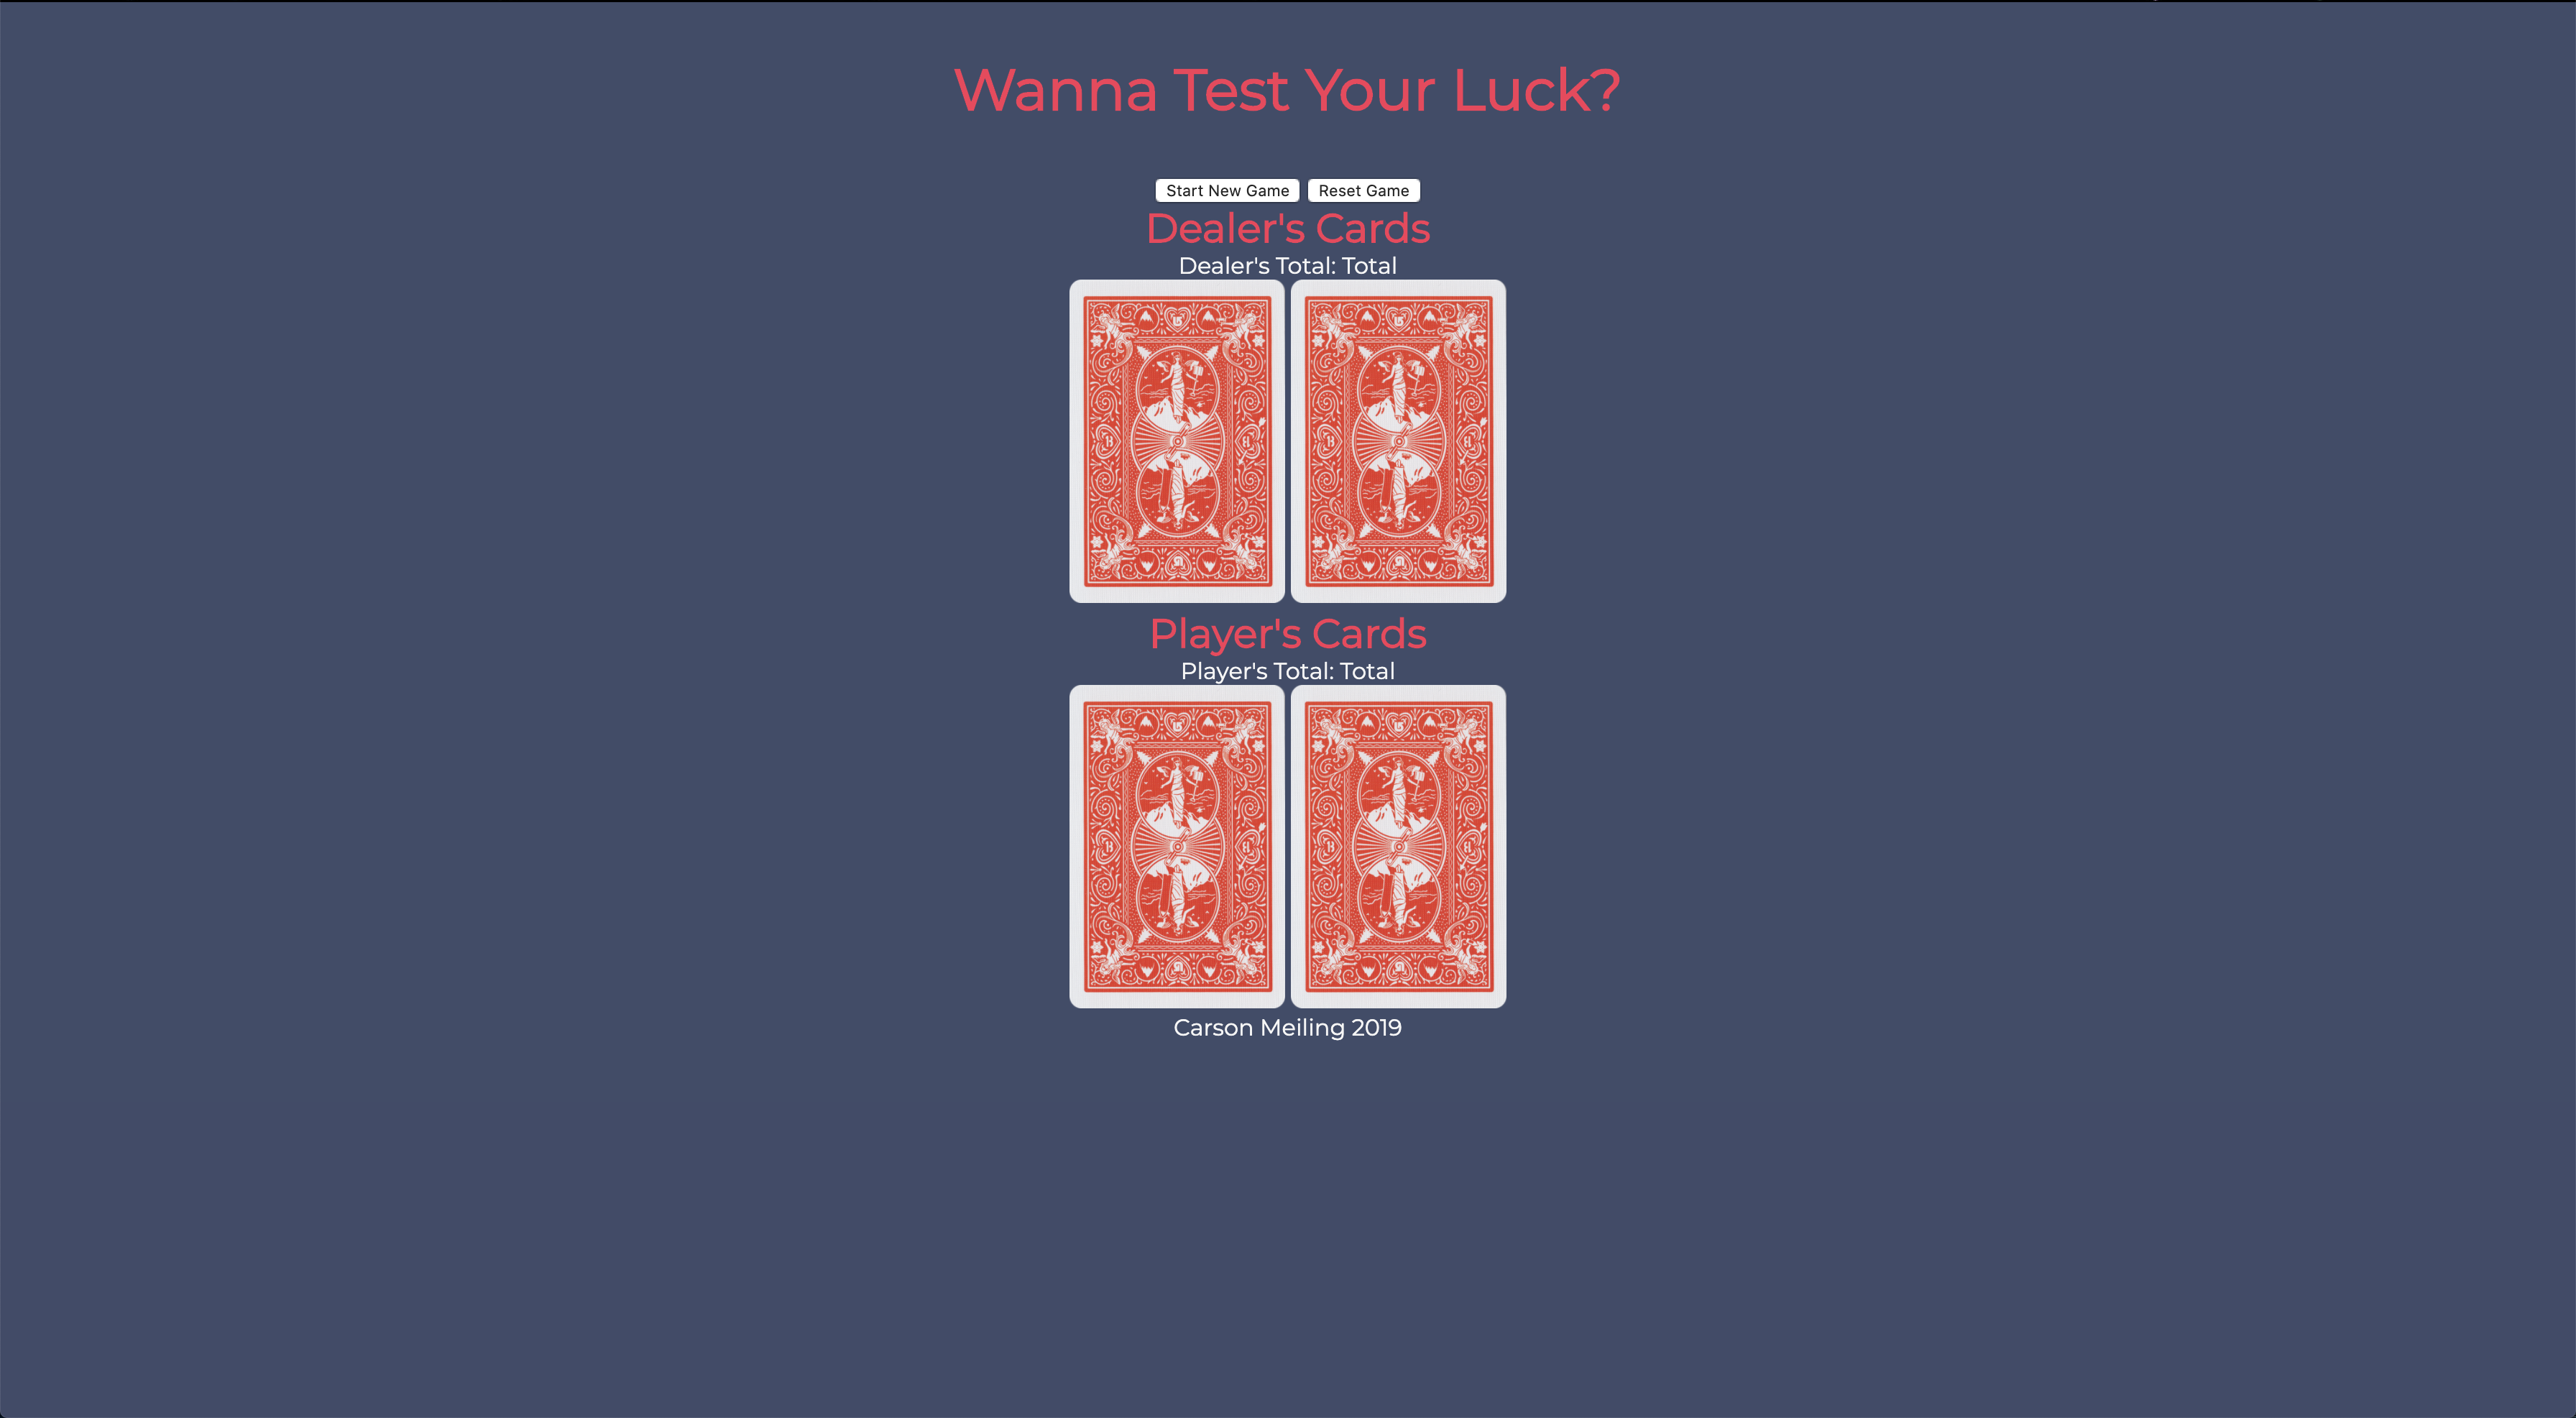 Wanna Test Your Luck?
Start New Game Reset Game
Dealer's Cards
Dealer's Total: Total
Player's Cards
Player's Total: Total
Carson Meiling 2019